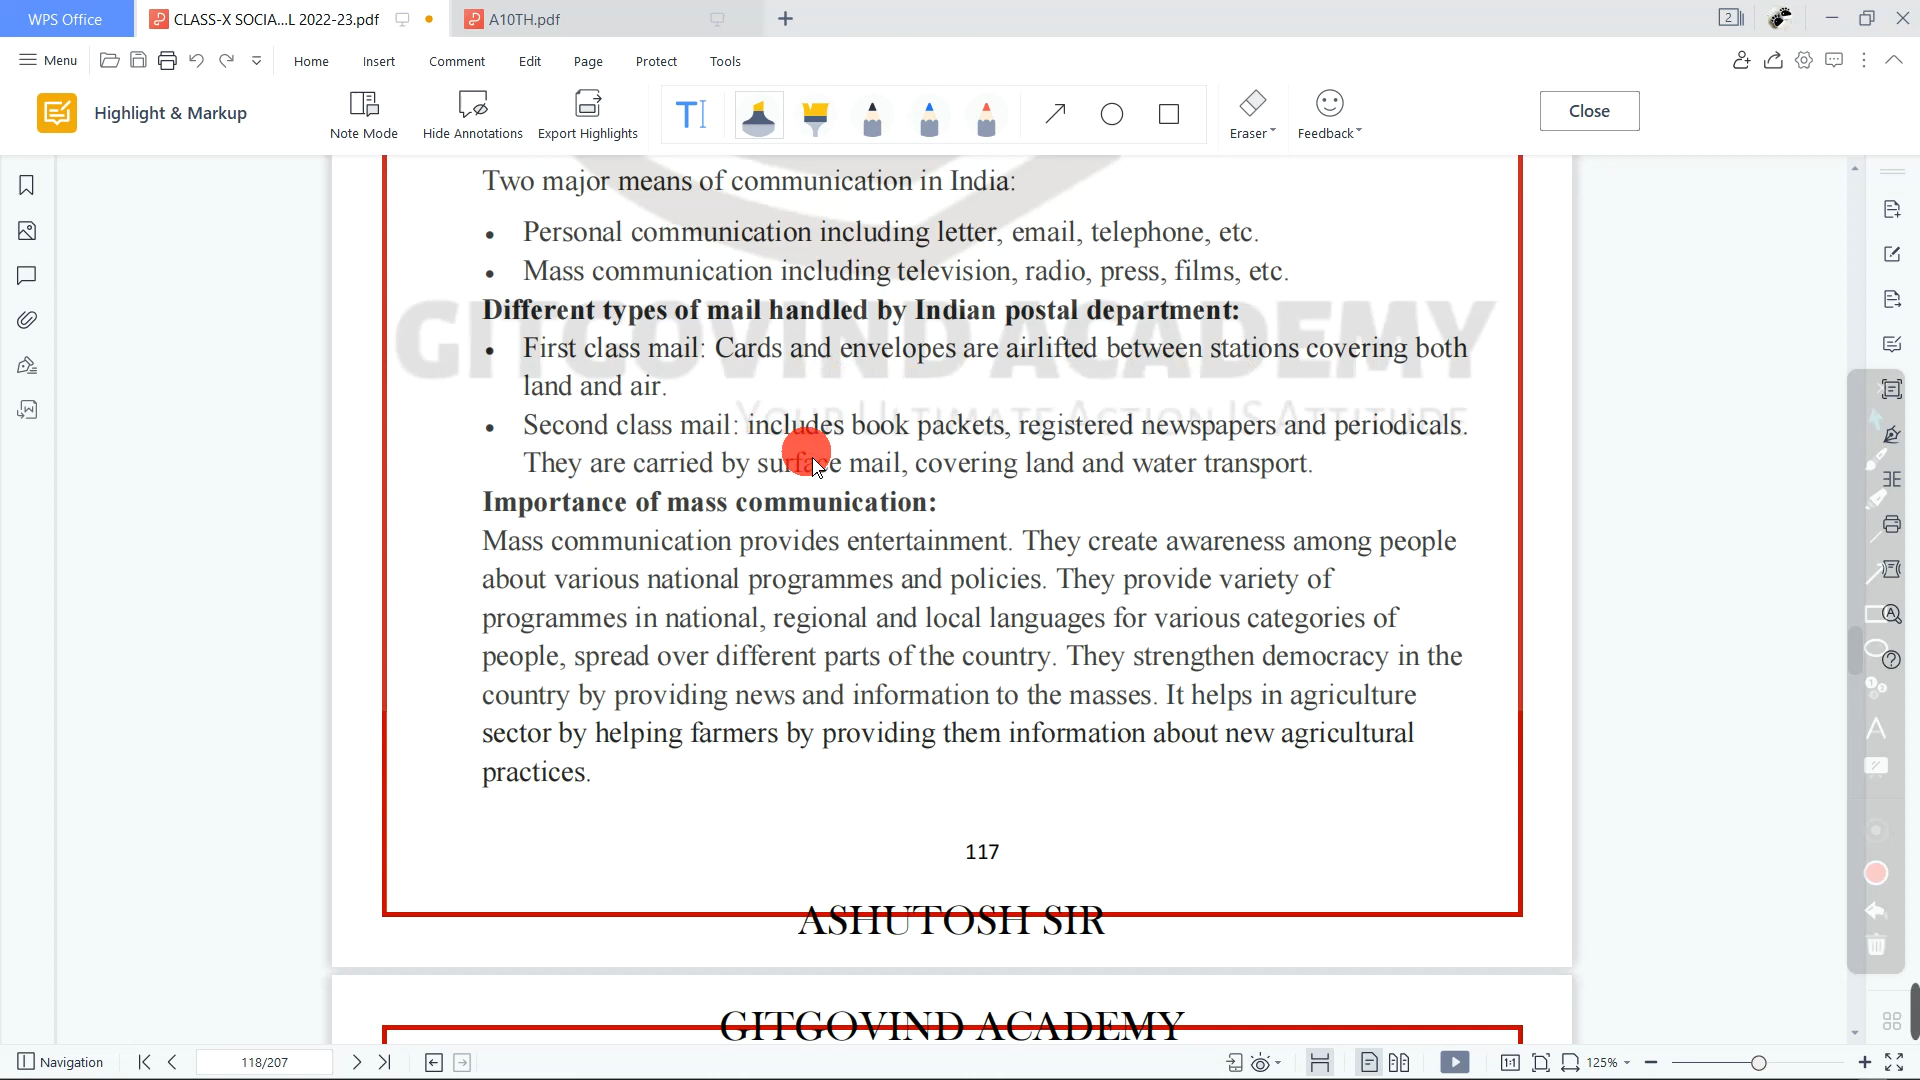 WPS Office
CLASS-X SOCIA...L 2022-23.pdf
A10TH.pdf
2
Menu
Home
Insert
Comment
Edit
Page
Protect
Tools
Highlight & Markup
Note Mode
Hide Annotations
Export Highlights
Eraser
Feedback
Close
Two major means of communication in India:
• Personal communication including letter, email, telephone, etc.
• Mass communication including television, radio, press, films, etc.
Different types of mail handled by Indian postal department:
GITGOVIND ACADEMY
• First class mail: Cards and envelopes are airlifted between stations covering both
land and air.
YOUR ULTIMATE ACTION IS ATTITUDE
• Second class mail: includes book packets, registered newspapers and periodicals.
They are carried by surface mail, covering land and water transport.
Importance of mass communication:
Mass communication provides entertainment. They create awareness among people
about various national programmes and policies. They provide variety of
programmes in national, regional and local languages for various categories of
people, spread over different parts of the country. They strengthen democracy in the
country by providing news and information to the masses. It helps in agriculture
sector by helping farmers by providing them information about new agricultural
practices.
117
ASHUTOSH SIR
GITGOVIND ACADEMY
Navigation
118/207
125%